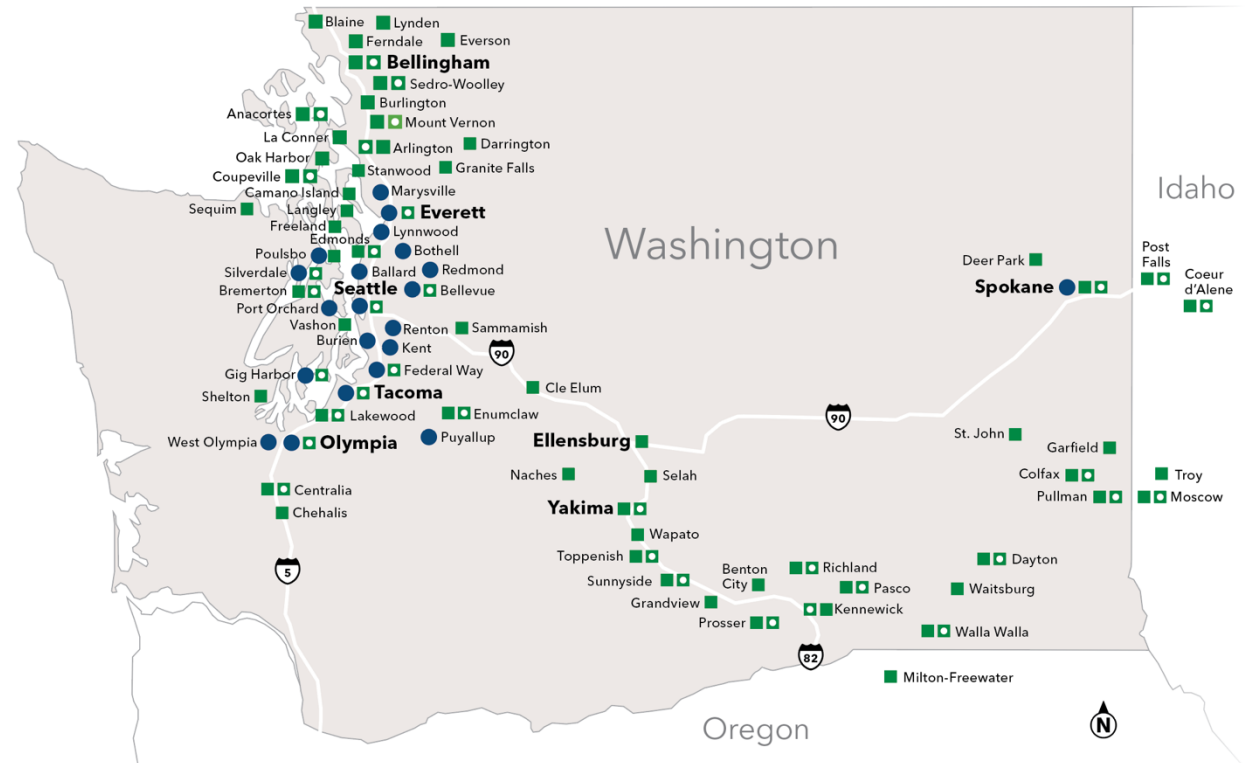 Blaine
Lynden
Ferndale
Everson
Bellingham
Sedro-Woolley
Burlington
Anacortes
Mount Vernon
La Conner
Arlington
Darrington
Oak Harbor
Stanwood
Granite Falls
Coupeville
Camano Island
Marysville
Sequim
Langley
Everett
Freeland
Lynnwood
Edmonds
Poulsbo
Bothell
Silverdale
Ballard
Redmond
Bremerton
Seattle
Bellevue
Port Orchard
Vashon
Renton
Sammamish
Burien
Kent
90
Gig Harbor
Federal Way
Shelton
Tacoma
Cle Elum
Lakewood
Enumclaw
90
West Olympia
Olympia
Puyallup
Ellensburg
Naches
Selah
Centralia
Chehalis
Yakima
Wapato
5
Toppenish
Sunnyside
Grandview
Prosser
Benton
City
Richland
Pasco
Kennewick
82
Washington
Idaho
Deer Park
Post
Falls
Spokane
Coeur
d'Alene
St. John
Garfield
Colfax
Troy
Pullman
Moscow
Dayton
Waitsburg
Walla Walla
Milton-Freewater
Oregon
N